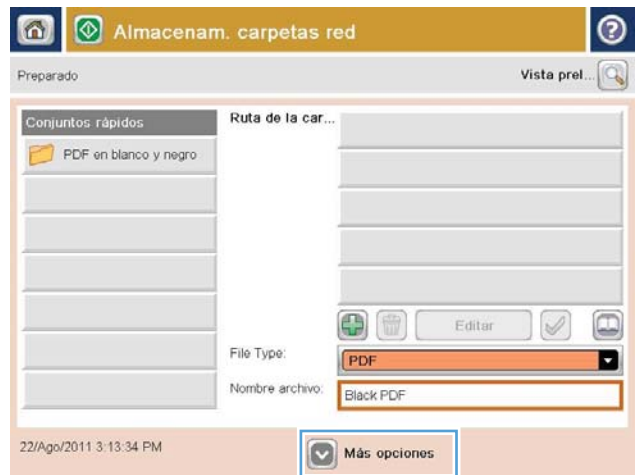 Almacenam. carpetas red
Preparado
Vista prel...
Conjuntos rápidos
PDF en blanco y negro
Ruta de la car...
Editar
File Type:
PDF
Nombre archivo:
Black PDF
22/Ago/2011 3:13:34 PM
Más opciones